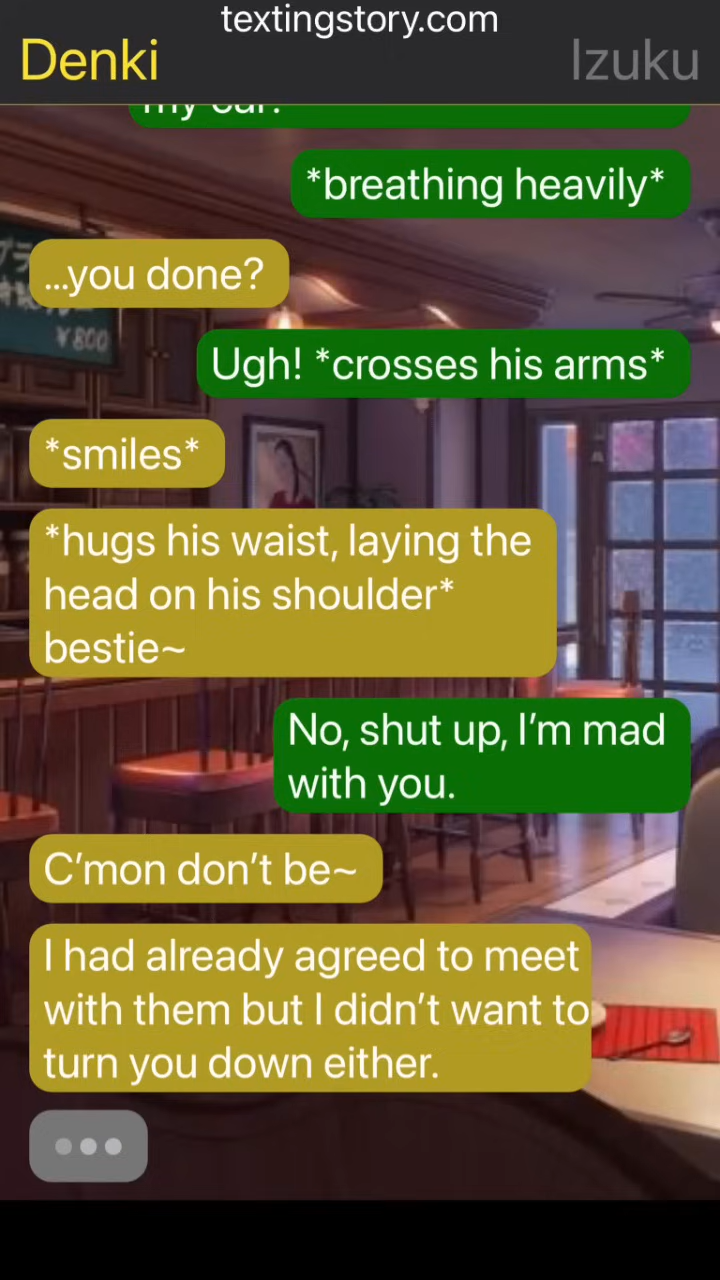 textingstory.com
Denki
Izuku
*breathing heavily*
...you done?
¥800
Ugh! *crosses his arms*
*smiles*
*hugs his waist, laying the
head on his shoulder*
bestie~
No, shut up, I'm mad
with you.
C'mon don't be~
I had already agreed to meet
with them but I didn't want to
turn you down either.